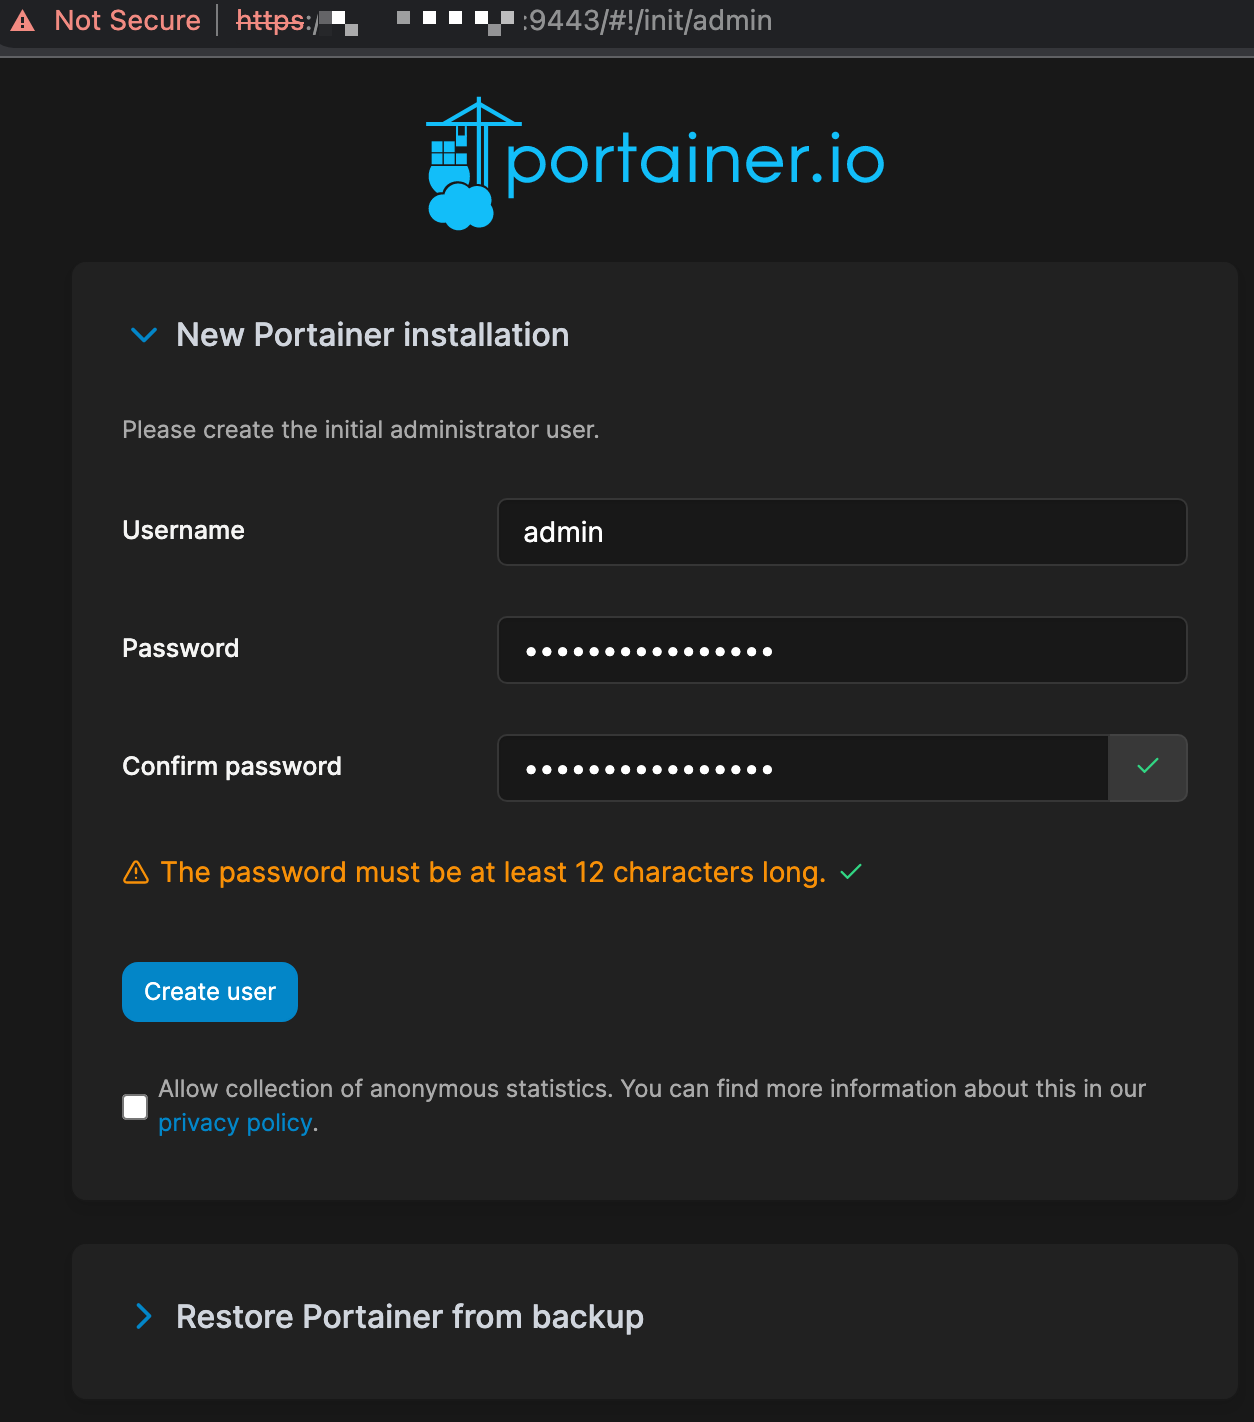 Not Secure
https:/
:9443/#!/init/admin
portainer.io
New Portainer installation
Please create the initial administrator user.
Username
admin
Password
Confirm password
The password must be at least 12 characters long.
Create user
Allow collection of anonymous statistics. You can find more information about this in our
privacy policy.
Restore Portainer from backup